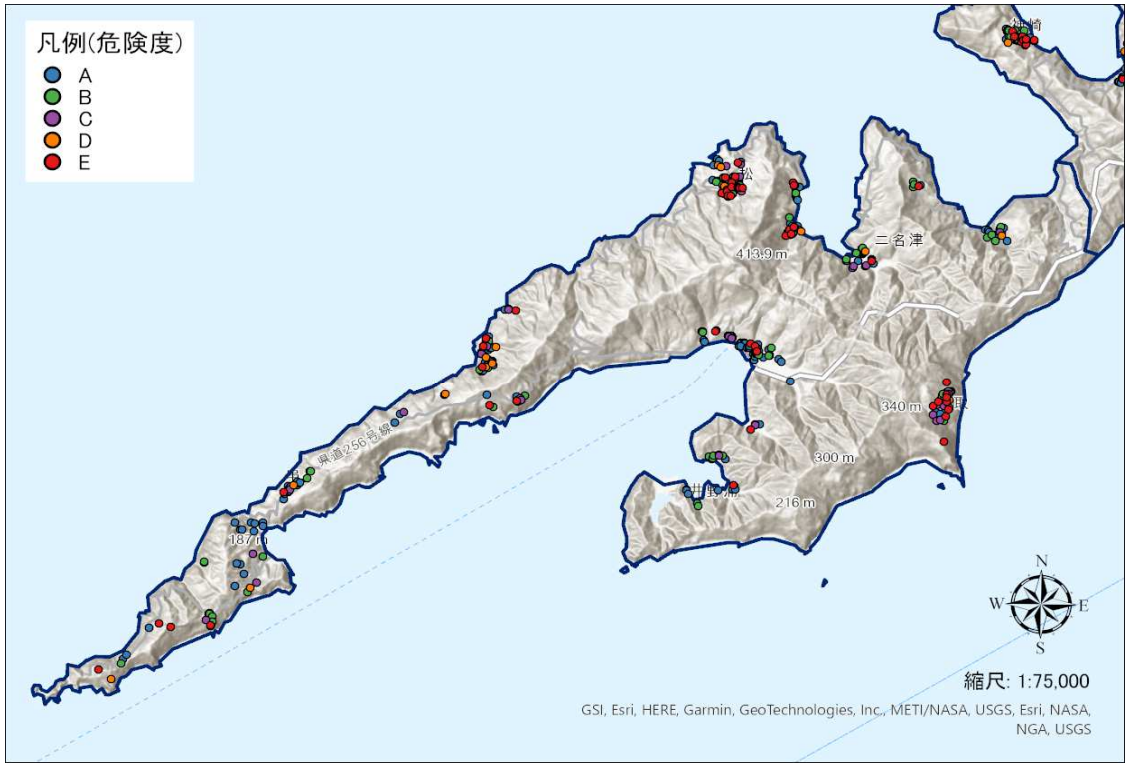 凡例(危険度)
A
B
C
D
E
松
二名津
413.9 m
340 m
300 m
県道256号線
216 m
187 m
N
W
E
S
縮尺: 1:75,000
GSI, Esri, HERE, Garmin, GeoTechnologies, Inc., METI/NASA, USGS, Esri, NASA,
NGA, USGS